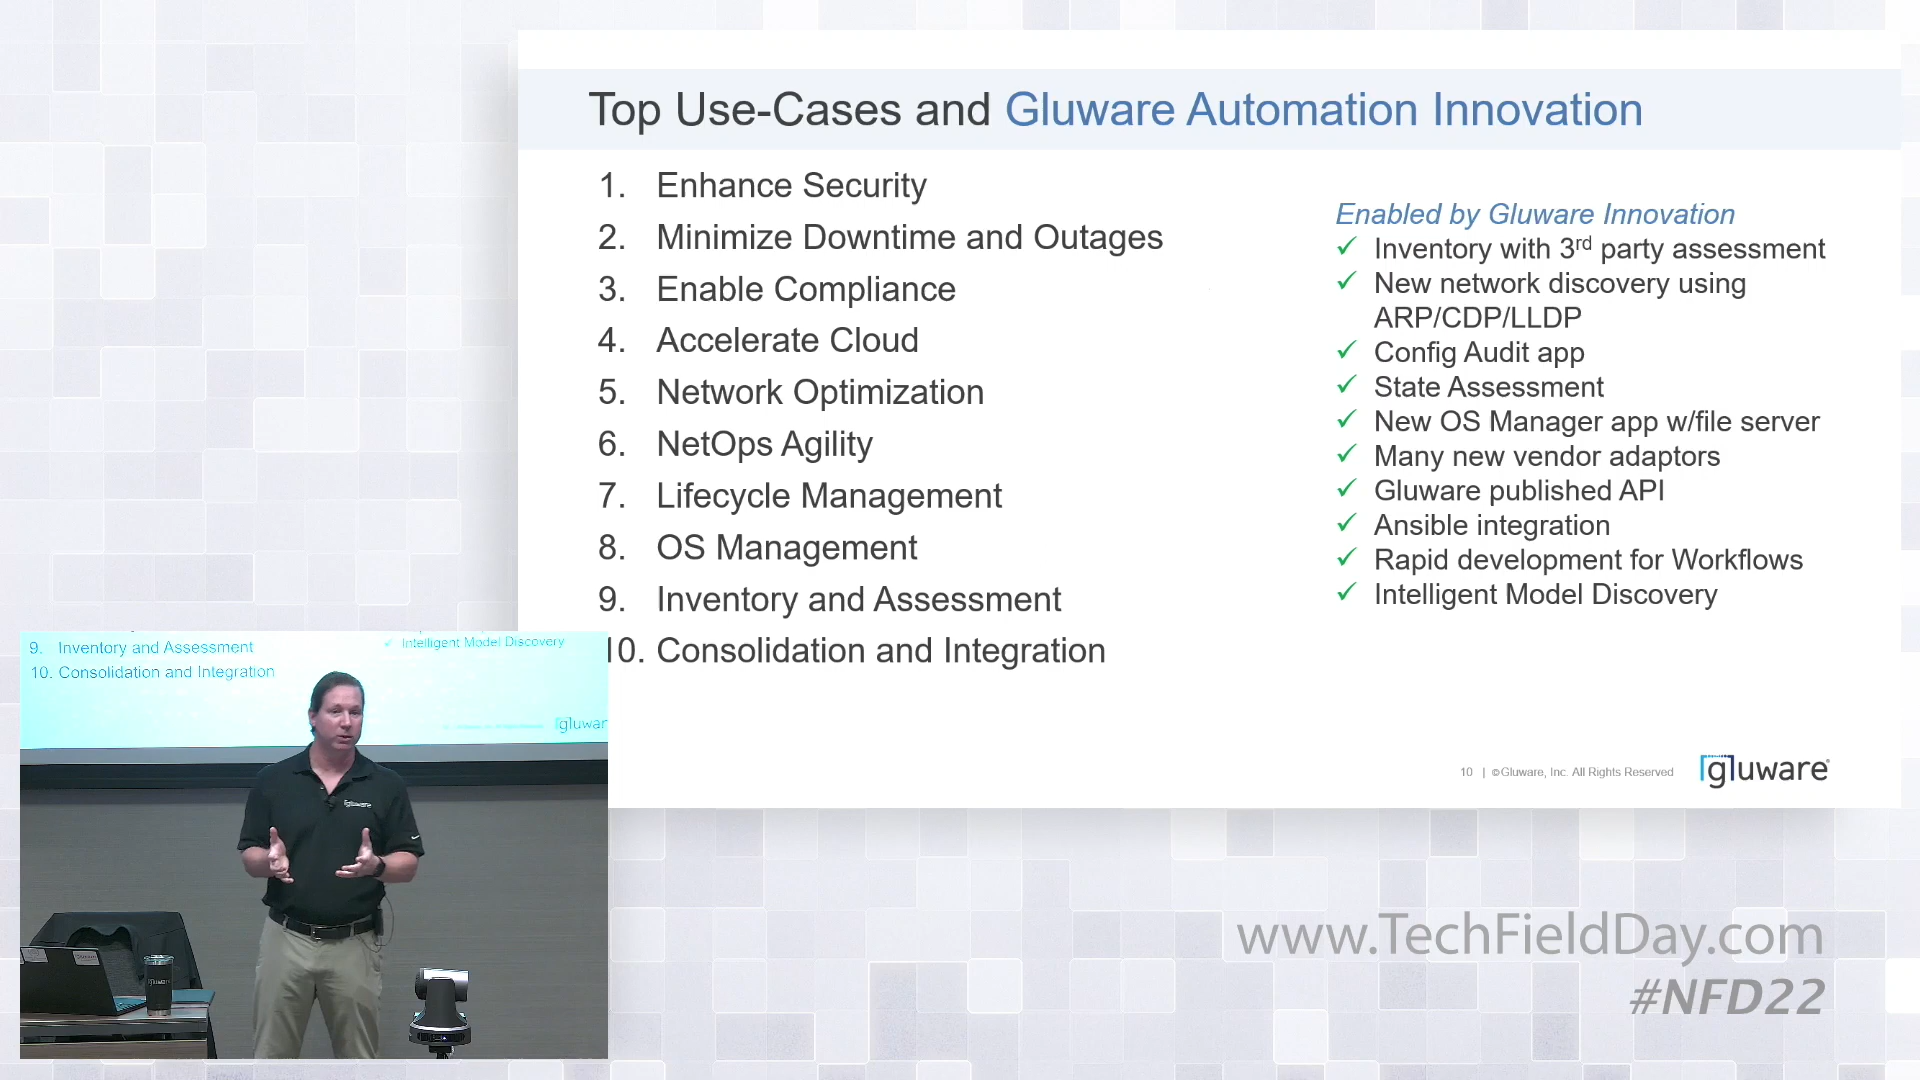 Top Use-Cases and Gluware Automation Innovation
1. Enhance Security
2. Minimize Downtime and Outages
3. Enable Compliance
4. Accelerate Cloud
5. Network Optimization
6. NetOps Agility
7. Lifecycle Management
8. OS Management
9. Inventory and Assessment
10. Consolidation and Integration
Enabled by Gluware Innovation
✓ Inventory with 3rd party assessment
✓ New network discovery using
ARP/CDP/LLDP
✓ Config Audit app
✓ State Assessment
✓ New OS Manager app w/file server
✓ Many new vendor adaptors
✓ Gluware published API
✓ Ansible integration
✓ Rapid development for Workflows
✓ Intelligent Model Discovery
10 | ©Gluware, Inc. All Rights Reserved
gluware
9. Inventory and Assessment
10. Consolidation and Integration
✓ Intelligent Model Discovery
gluwar
gluware
www.TechFieldDay.com
#NFD22